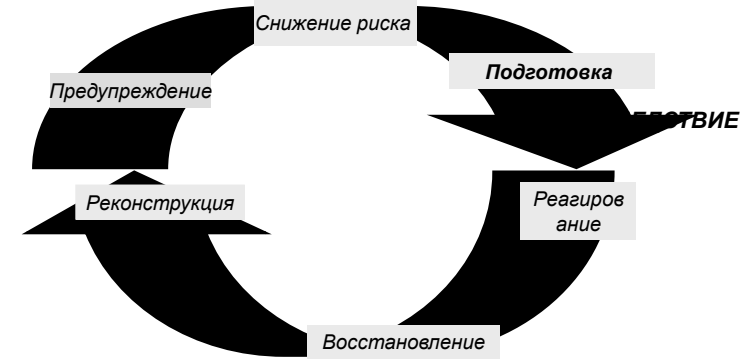 Снижение риска
Подготовка
Предупреждение
Реконструкция
Реагиров
ание
Восстановление